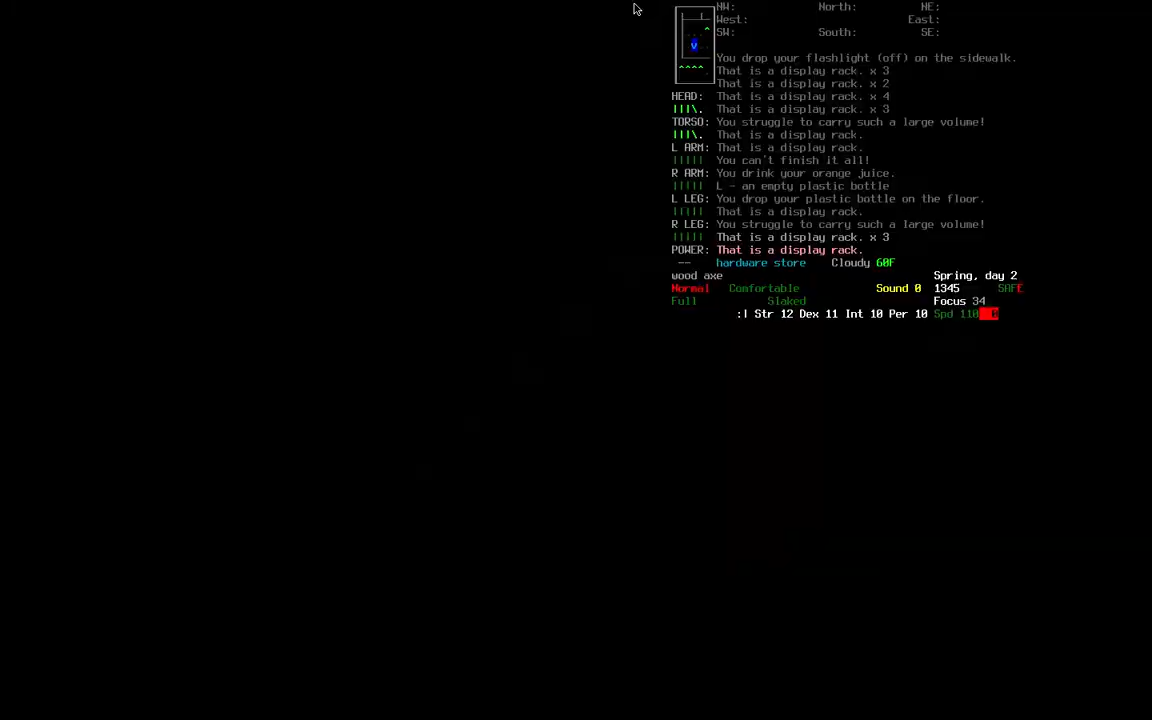 NW: North: NE:
West: East:
SW: South: SE:
You drop your flashlight (off) on the sidewalk.
That is a display rack. x 3
That is a display rack. x 2
HEAD: That is a display rack. x 4
|||\. That is a display rack. x 3
TORSO: You struggle to carry such a large volume!
|||\. That is a display rack.
L ARM: That is a display rack.
||||| You can't finish it all!
R ARM: You drink your orange juice.
||||| L - an empty plastic bottle
L LEG: You drop your plastic bottle on the floor.
||||| That is a display rack.
R LEG: You struggle to carry such a large volume!
||||| That is a display rack. x 3
POWER: That is a display rack.
-- hardware store Cloudy 60F
wood axe Spring, day 2
Normal Comfortable Sound 0 1345 SAFE
Full Slaked Focus 34
:| Str 12 Dex 11 Int 10 Per 10 Spd 110 0